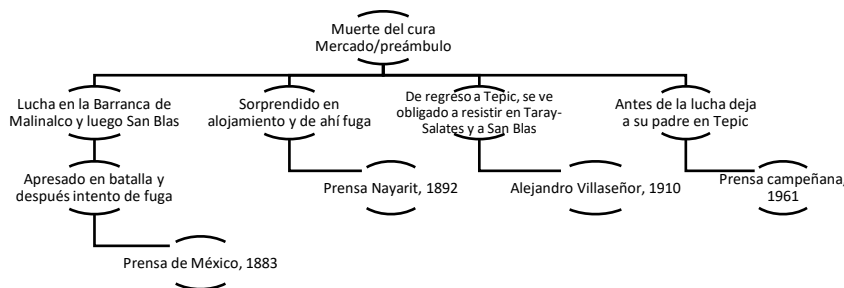 Muerte del cura
Mercado/preámbulo
Lucha en la Barranca de
Malinalco y luego San Blas
Sorprendido en
alojamiento y de ahí fuga
De regreso a Tepic, se ve
obligado a resistir en Taray-
Salates y a San Blas
Antes de la lucha deja
a su padre en Tepic
Apresado en batalla y
después intento de fuga
Prensa Nayarit, 1892
Alejandro Villaseñor, 1910
Prensa campeñana,
1961
Prensa de México, 1883